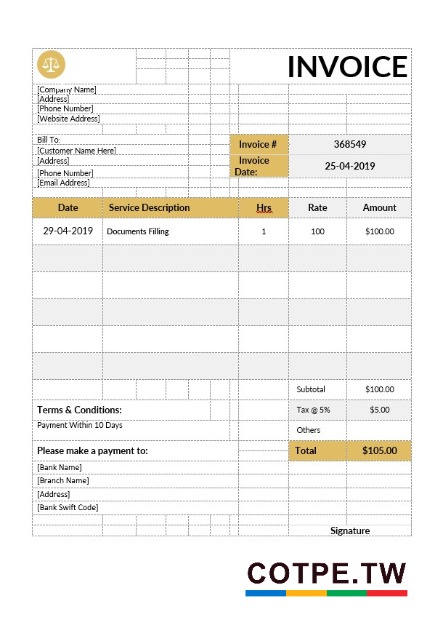 INVOICE
[Company Name]
[Address]
[Phone Number]
[Website Address]
Bill To:
[Customer Name Here]
[Address]
[Phone Number]
[Email Address]
Invoice # 368549
Invoice Date: 25-04-2019
Date Service Description Hrs Rate Amount
29-04-2019 Documents Filling 1 100 $100.00
Subtotal $100.00
Terms & Conditions: Tax @ 5% $5.00
Payment Within 10 Days
Others
Please make a payment to: Total $105.00
[Bank Name]
[Branch Name]
[Address]
[Bank Swift Code]
Signature
COTPE.TW